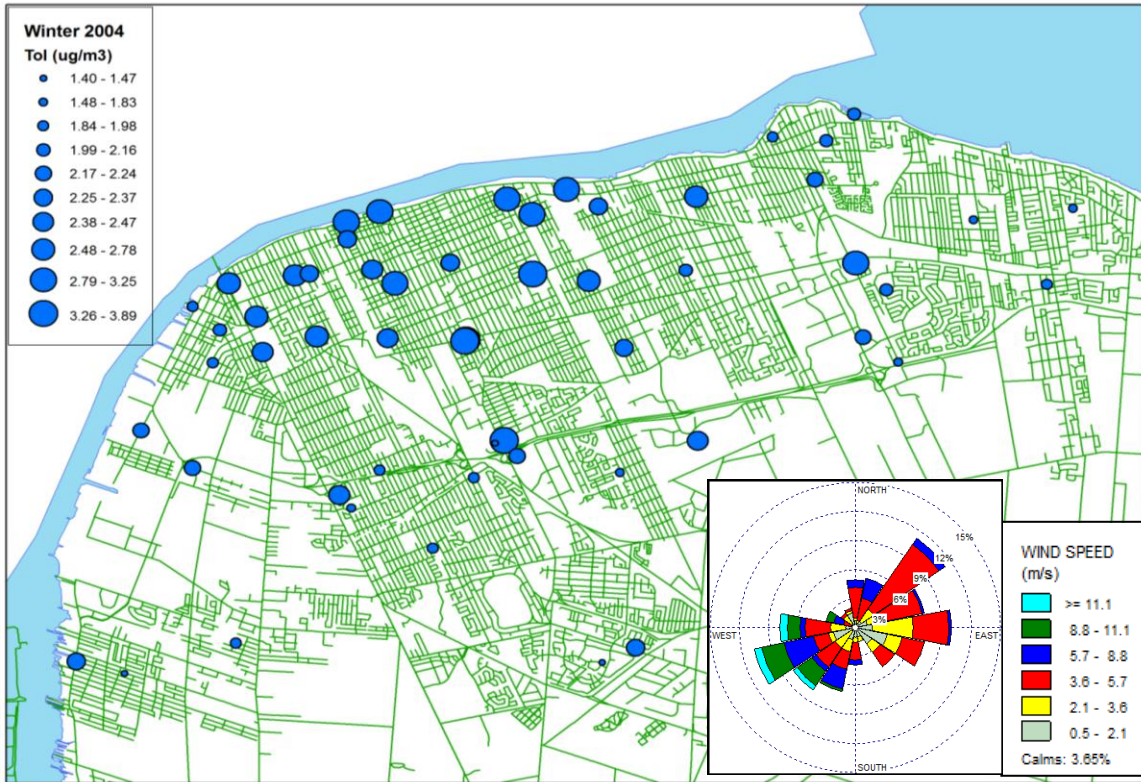 Winter 2004
Tol (ug/m3)
1.40 - 1.47
1.48 - 1.83
1.84 - 1.98
1.99 - 2.16
2.17 - 2.24
2.25 - 2.37
2.38 - 2.47
2.48 - 2.78
2.79 - 3.25
3.26 - 3.89
NORTH
15%
12%
9%
6%
3%
WEST
EAST
SOUTH
WIND SPEED
(m/s)
>= 11.1
8.8 - 11.1
5.7 - 8.8
3.6 - 5.7
2.1 - 3.6
0.5 - 2.1
Calms: 3.65%